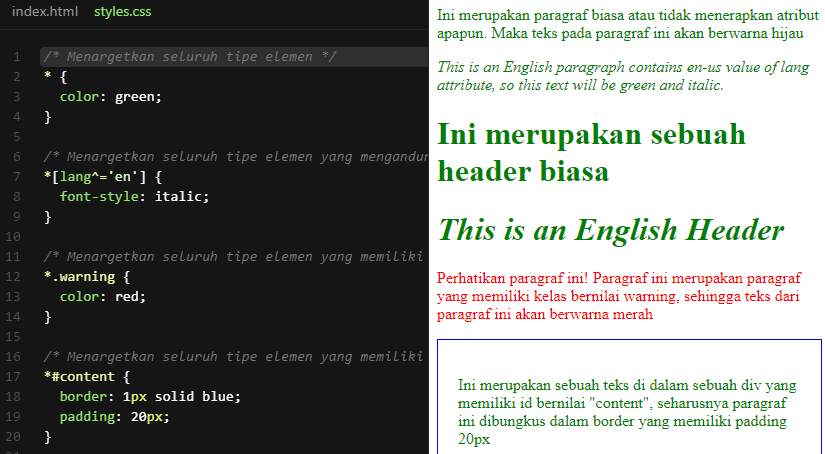 index.html styles.css
1 /* Menargetkan seluruh tipe elemen */
2 * {
3 color: green;
4 }
5
6 /* Menargetkan seluruh tipe elemen yang mengandun
7 *[lang^='en'] {
8 font-style: italic;
9 }
10
11 /* Menargetkan seluruh tipe elemen yang memiliki
12 *.warning {
13 color: red;
14 }
15
16 /* Menargetkan seluruh tipe elemen yang memiliki
17 *#content {
18 border: 1px solid blue;
19 padding: 20px;
20 }
Ini merupakan paragraf biasa atau tidak menerapkan atribut
apapun. Maka teks pada paragraf ini akan berwarna hijau
This is an English paragraph contains en-us value of lang
attribute, so this text will be green and italic.
Ini merupakan sebuah
header biasa
This is an English Header
Perhatikan paragraf ini! Paragraf ini merupakan paragraf
yang memiliki kelas bernilai warning, sehingga teks dari
paragraf ini akan berwarna merah
Ini merupakan sebuah teks di dalam sebuah div yang
memiliki id bernilai "content", seharusnya paragraf
ini dibungkus dalam border yang memiliki padding
20px